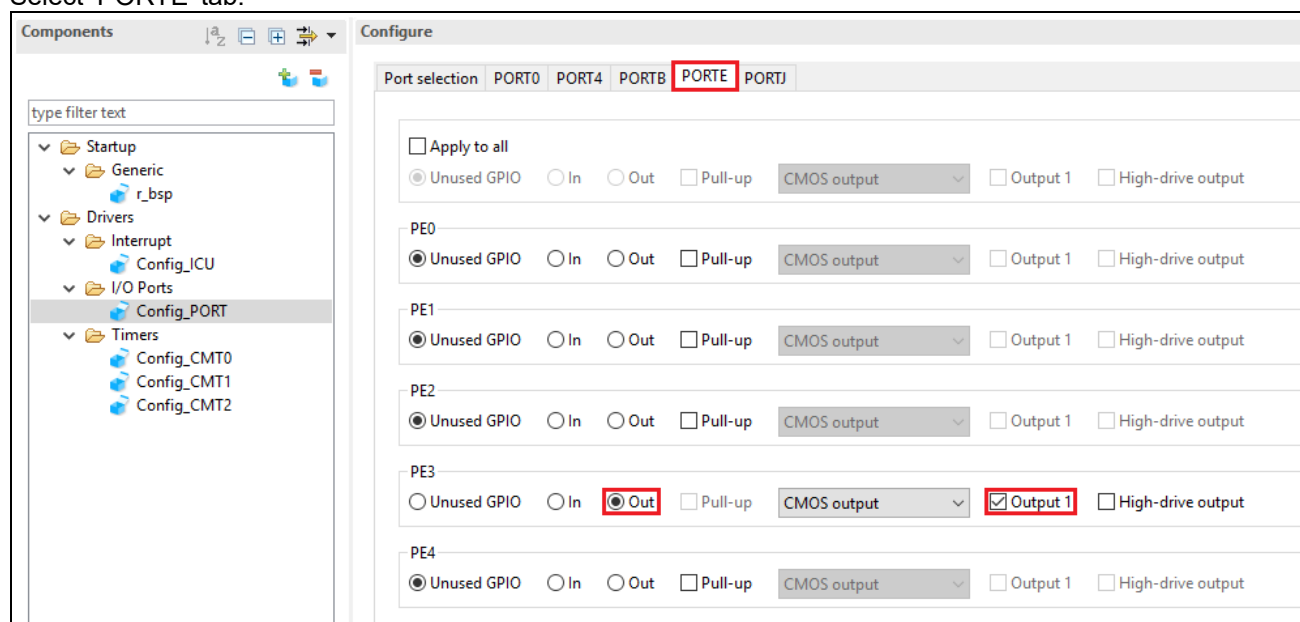 Select 'PORTE' tab.
Components
Configure
Port selection PORT0 PORT4 PORTB PORTE PORTJ
type filter text
Startup
Generic
r_bsp
Drivers
Interrupt
Config_ICU
I/O Ports
Config_PORT
Timers
Config_CMT0
Config_CMT1
Config_CMT2
Apply to all
Unused GPIO In Out Pull-up CMOS output Output 1 High-drive output
PE0
Unused GPIO In Out Pull-up CMOS output Output 1 High-drive output
PE1
Unused GPIO In Out Pull-up CMOS output Output 1 High-drive output
PE2
Unused GPIO In Out Pull-up CMOS output Output 1 High-drive output
PE3
Unused GPIO In Out Pull-up CMOS output Output 1 High-drive output
PE4
Unused GPIO In Out Pull-up CMOS output Output 1 High-drive output